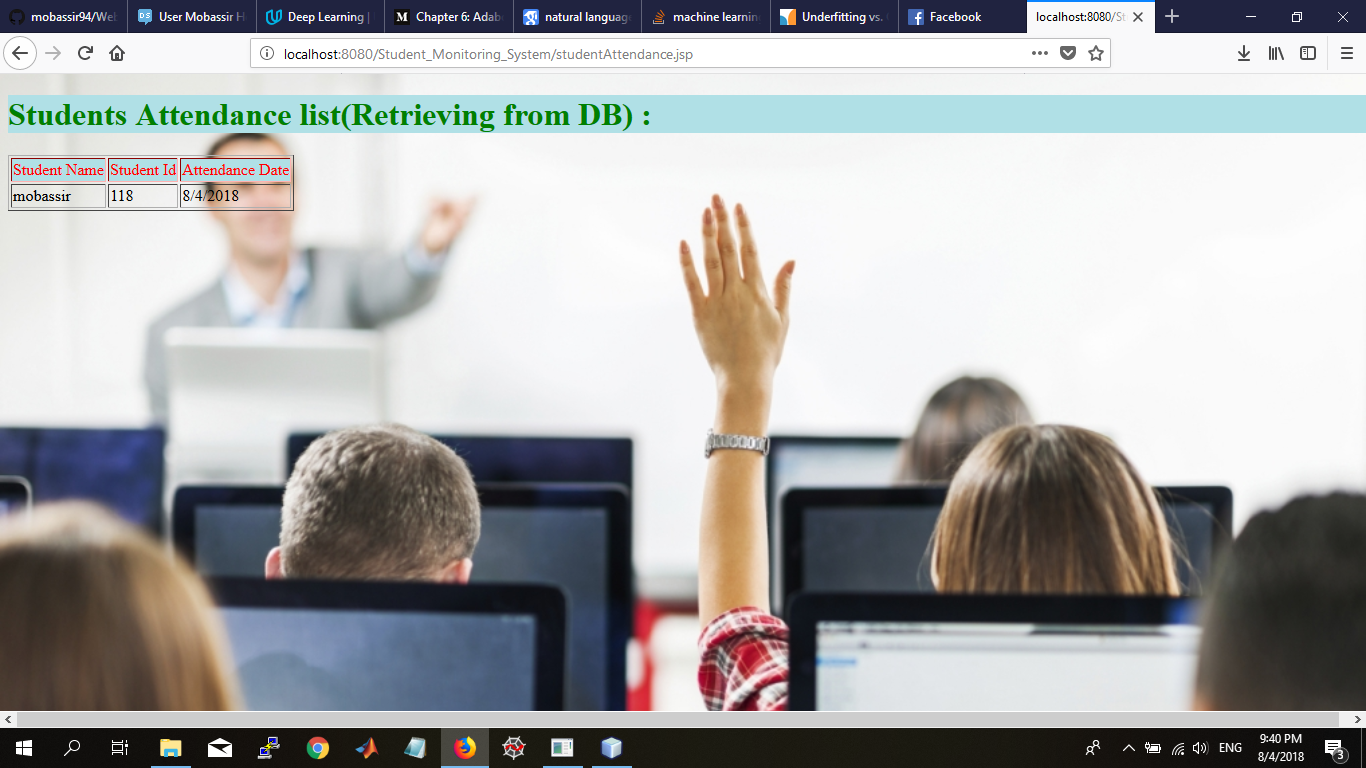 mobassir94/Wel
User Mobassir H
Deep Learning |
Chapter 6: Adab
natural languag
machine learnin
Underfitting vs.
Facebook
localhost:8080/St
localhost:8080/Student_Monitoring_System/studentAttendance.jsp
Students Attendance list(Retrieving from DB) :
Student Name Student Id Attendance Date
mobassir 118 8/4/2018
ENG
9:40 PM
8/4/2018
3